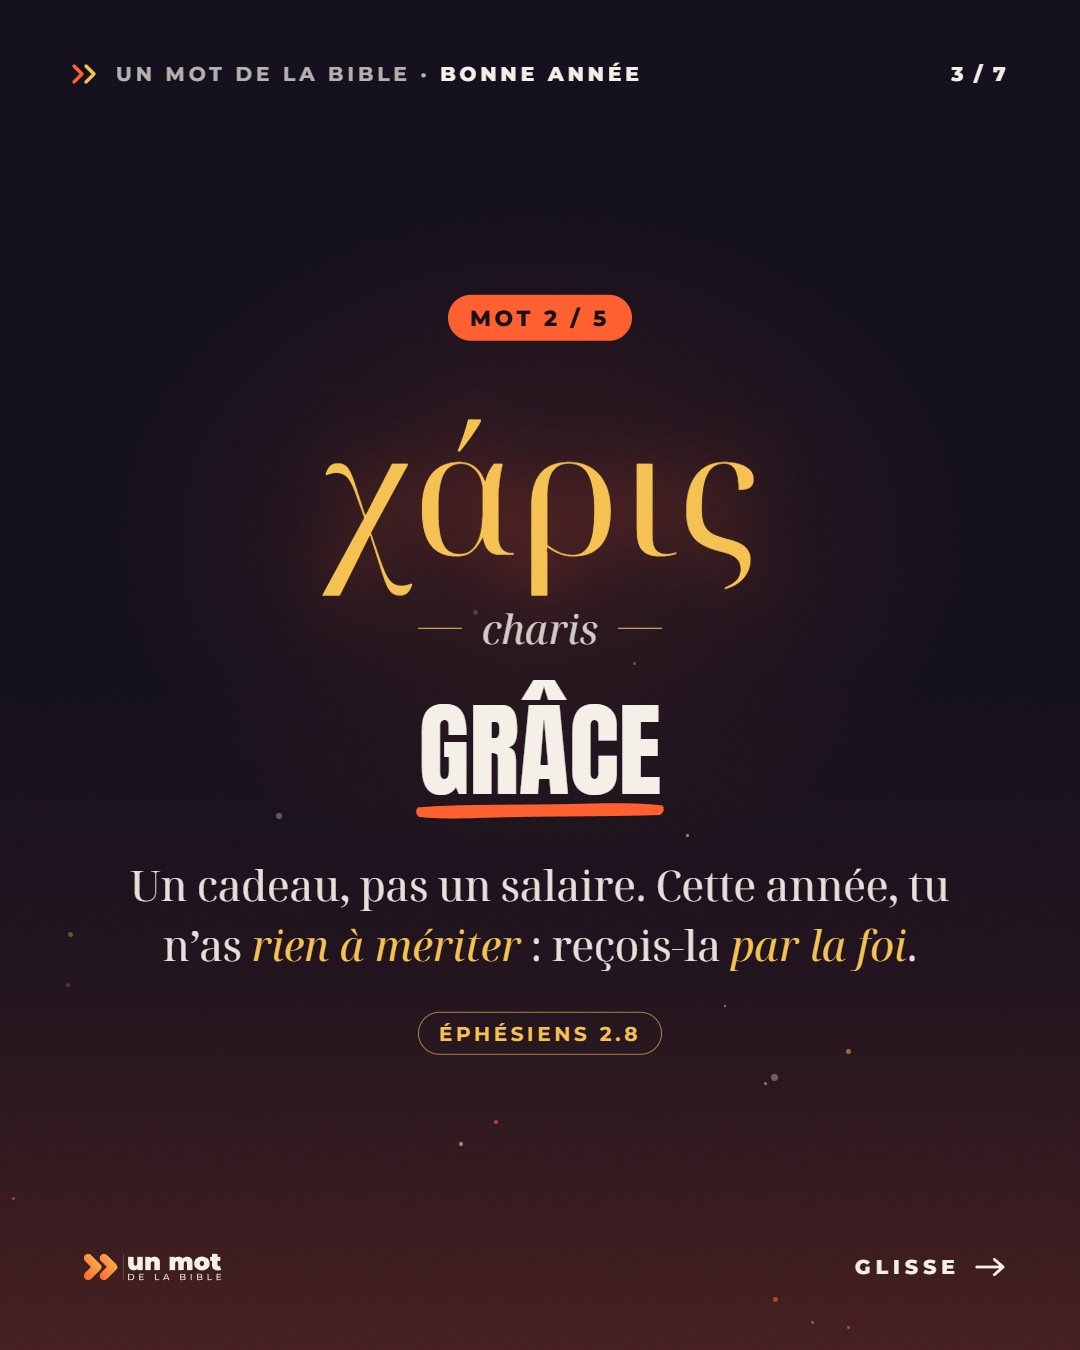 UN MOT DE LA BIBLE · BONNE ANNÉE
3 / 7
MOT 2 / 5
χάρις
charis
GRÂCE
Un cadeau, pas un salaire. Cette année, tu
n’as rien à mériter : reçois-la par la foi.
ÉPHÉSIENS 2.8
un mot
DE LA BIBLE
GLISSE →